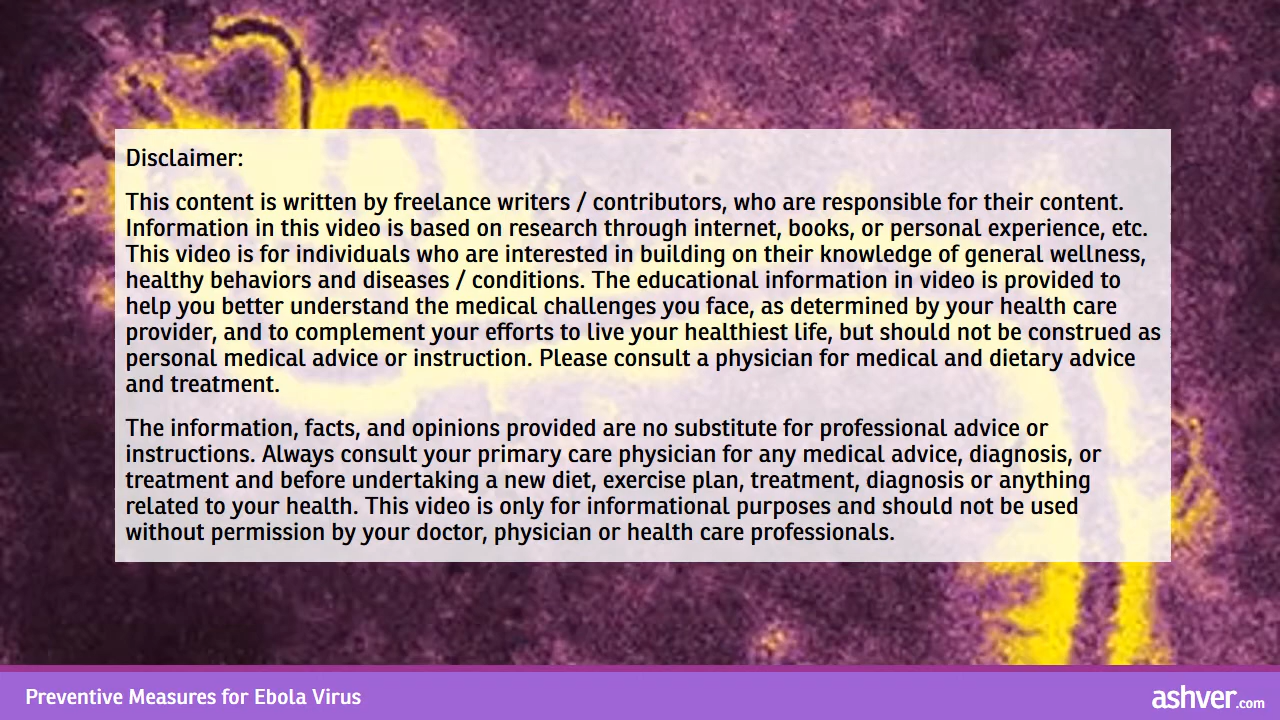 Disclaimer:
This content is written by freelance writers / contributors, who are responsible for their content.
Information in this video is based on research through internet, books, or personal experience, etc.
This video is for individuals who are interested in building on their knowledge of general wellness,
healthy behaviors and diseases / conditions. The educational information in video is provided to
help you better understand the medical challenges you face, as determined by your health care
provider, and to complement your efforts to live your healthiest life, but should not be construed as
personal medical advice or instruction. Please consult a physician for medical and dietary advice
and treatment.
The information, facts, and opinions provided are no substitute for professional advice or
instructions. Always consult your primary care physician for any medical advice, diagnosis, or
treatment and before undertaking a new diet, exercise plan, treatment, diagnosis or anything
related to your health. This video is only for informational purposes and should not be used
without permission by your doctor, physician or health care professionals.
Preventive Measures for Ebola Virus
ashver.com